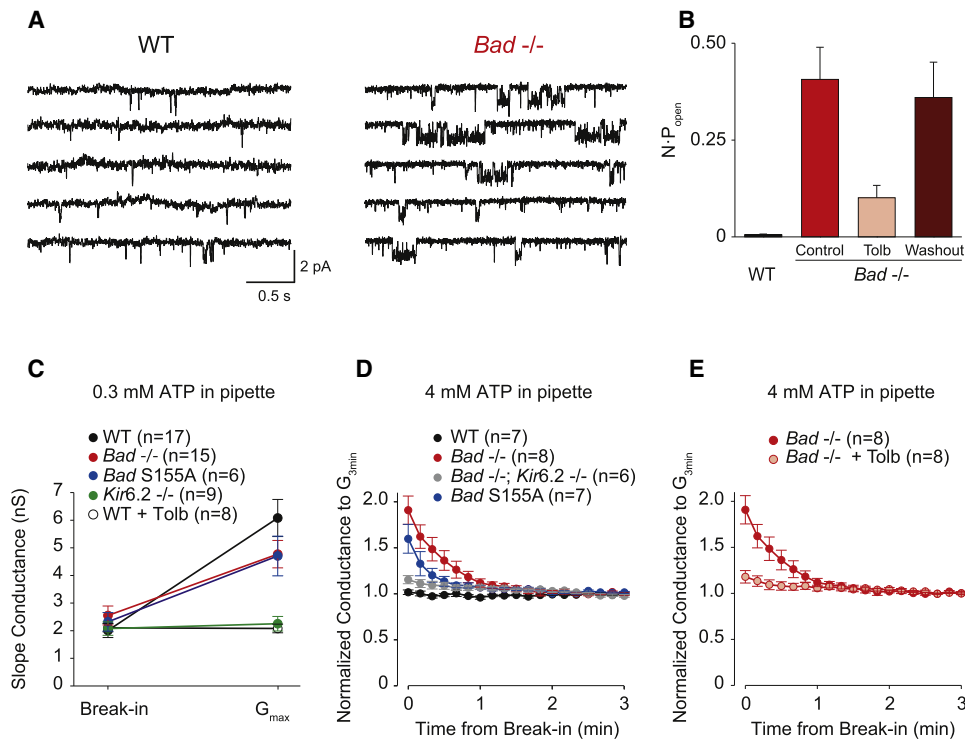 A
WT
Bad -/-
2 pA
0.5 s
B
N·Popen
0.50
0.25
0
Control
Tolb
Washout
WT
Bad -/-
C
0.3 mM ATP in pipette
WT (n=17)
Bad -/- (n=15)
Bad S155A (n=6)
Kir6.2 -/- (n=9)
WT + Tolb (n=8)
Slope Conductance (nS)
7
6
5
4
3
2
1
0
Break-in
Gmax
D
4 mM ATP in pipette
WT (n=7)
Bad -/- (n=8)
Bad -/-; Kir6.2 -/- (n=6)
Bad S155A (n=7)
Normalized Conductance to G3min
2.0
1.5
1.0
0.5
0
0 1 2 3
Time from Break-in (min)
E
4 mM ATP in pipette
Bad -/- (n=8)
Bad -/- + Tolb (n=8)
Normalized Conductance to G3min
2.0
1.5
1.0
0.5
0
0 1 2 3
Time from Break-in (min)